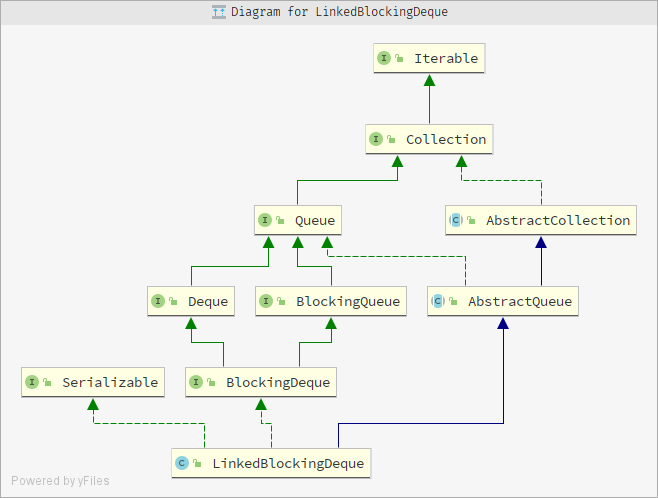 Diagram for LinkedBlockingDeque
I Iterable
I Collection
I Queue
C AbstractCollection
I Deque
I BlockingQueue
C AbstractQueue
I Serializable
I BlockingDeque
C LinkedBlockingDeque
Powered by yFiles